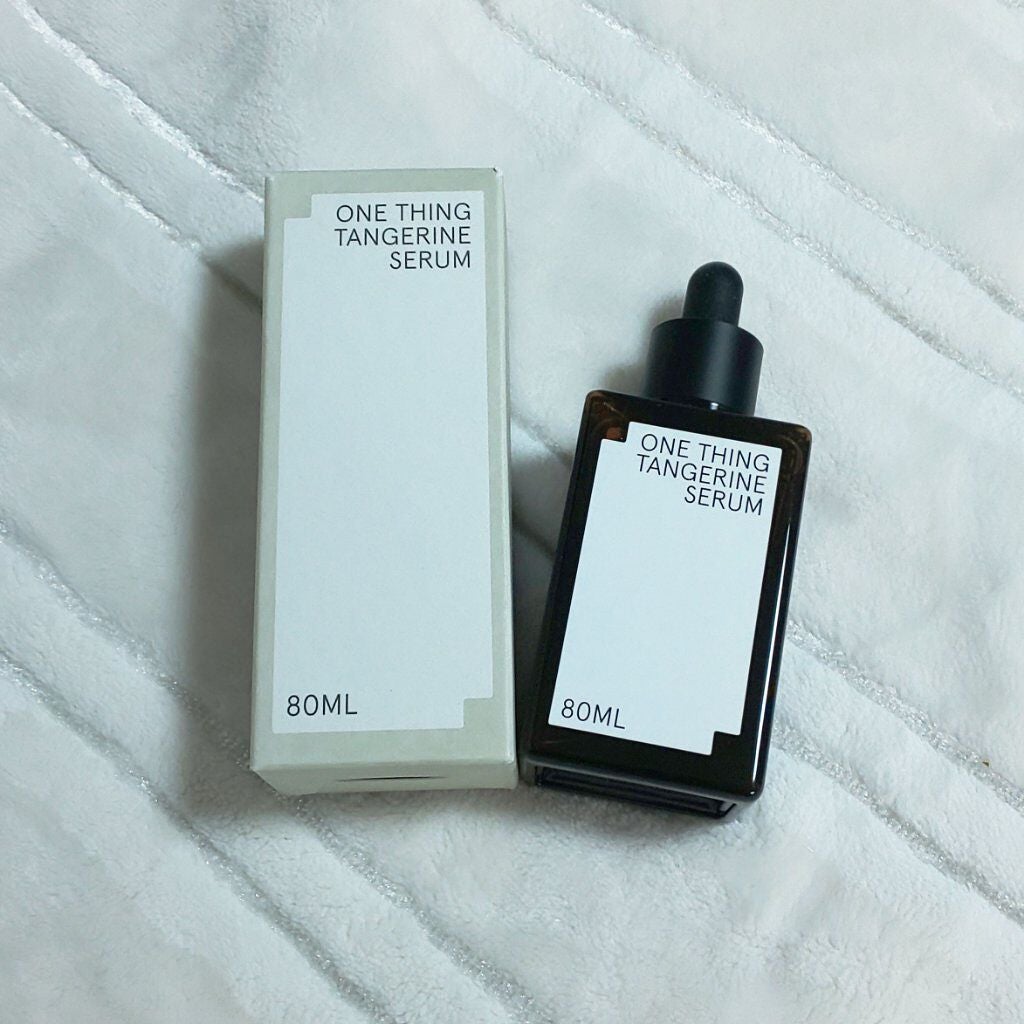 ONE THING
TANGERINE
SERUM
80ML
ONE THING
TANGERINE
SERUM
80ML